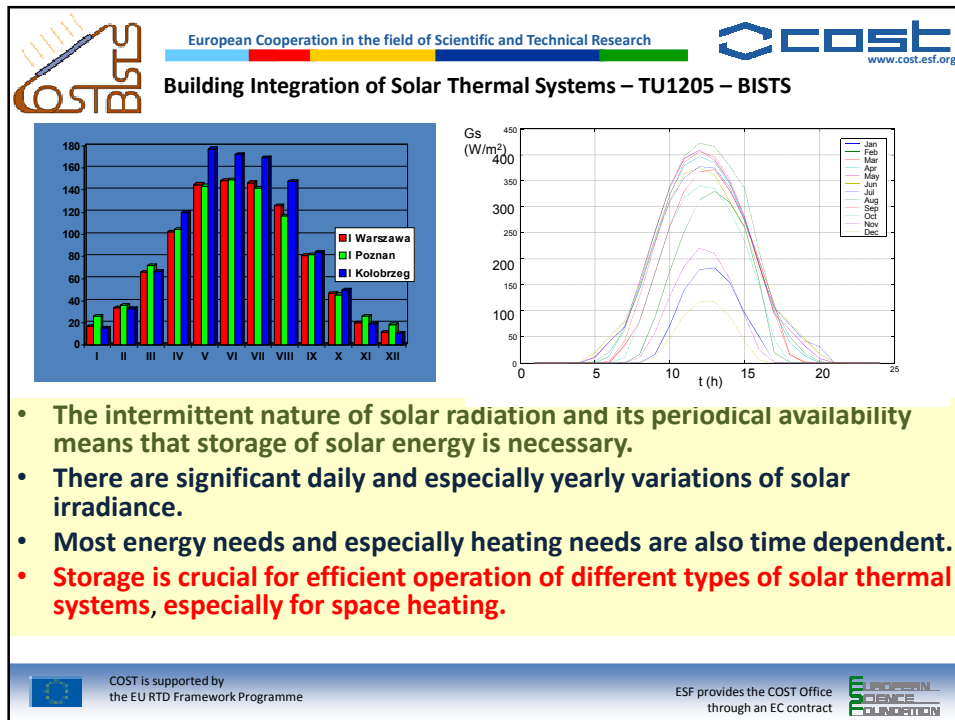 COST BISTS
European Cooperation in the field of Scientific and Technical Research
cost
www.cost.esf.org
Building Integration of Solar Thermal Systems – TU1205 – BISTS
180
160
140
120
100
80
60
40
20
0
I II III IV V VI VII VIII IX X XI XII
I Warszawa
I Poznan
I Kołobrzeg
Gs
(W/m²)
450
400
350
300
250
200
150
100
50
0
0 5 10 15 20 25
t (h)
Jan
Feb
Mar
Apr
May
Jun
Jul
Aug
Sep
Oct
Nov
Dec
• The intermittent nature of solar radiation and its periodical availability
means that storage of solar energy is necessary.
• There are significant daily and especially yearly variations of solar
irradiance.
• Most energy needs and especially heating needs are also time dependent.
• Storage is crucial for efficient operation of different types of solar thermal
systems, especially for space heating.
COST is supported by
the EU RTD Framework Programme
ESF provides the COST Office
through an EC contract
EUROPEAN
SCIENCE
FOUNDATION